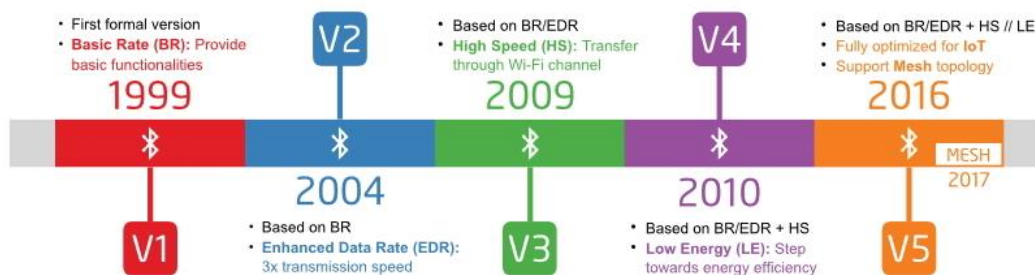 • First formal version
• Basic Rate (BR): Provide
basic functionalities
1999
V1
V2
2004
• Based on BR
• Enhanced Data Rate (EDR):
3x transmission speed
• Based on BR/EDR
• High Speed (HS): Transfer
through Wi-Fi channel
2009
V3
V4
2010
• Based on BR/EDR + HS
• Low Energy (LE): Step
towards energy efficiency
• Based on BR/EDR + HS // LE
• Fully optimized for IoT
• Support Mesh topology
2016
MESH
2017
V5